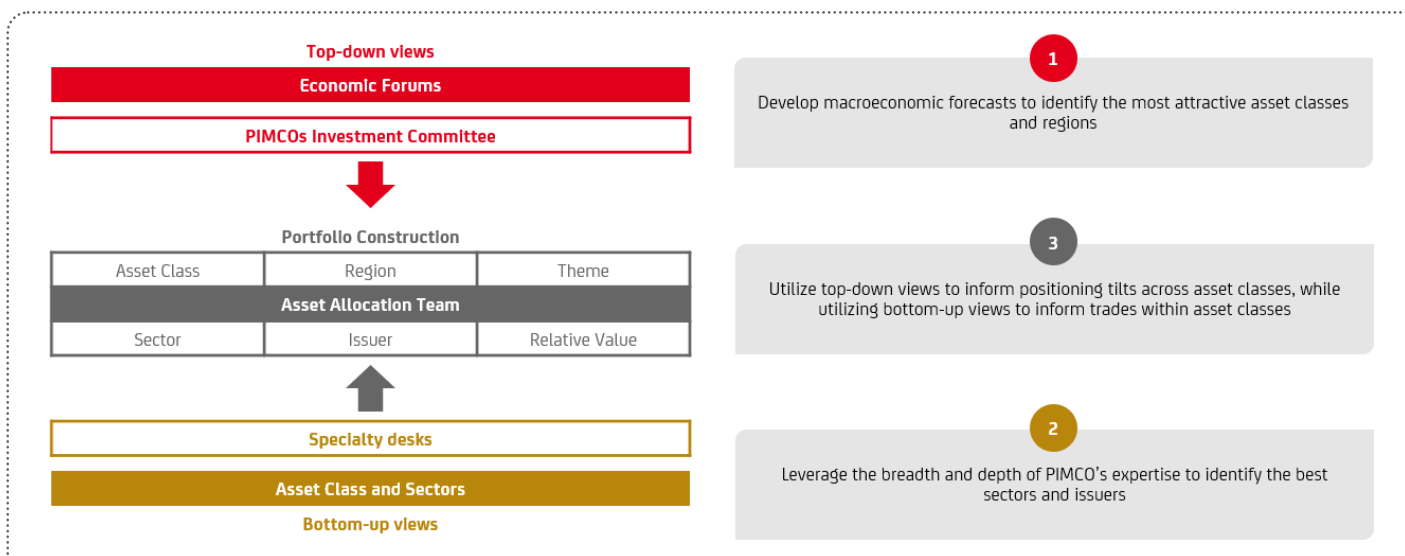 Top-down views
Economic Forums
PIMCOs Investment Committee
1
Develop macroeconomic forecasts to identify the most attractive asset classes
and regions
Portfolio Construction
Asset Class Region Theme
Asset Allocation Team
Sector Issuer Relative Value
3
Utilize top-down views to inform positioning tilts across asset classes, while
utilizing bottom-up views to inform trades within asset classes
Specialty desks
Asset Class and Sectors
Bottom-up views
2
Leverage the breadth and depth of PIMCO's expertise to identify the best
sectors and issuers